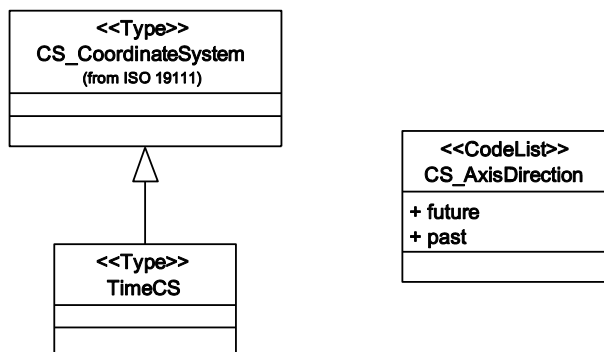 <<Type>>
CS_CoordinateSystem
(from ISO 19111)
<<Type>>
TimeCS
<<CodeList>>
CS_AxisDirection
+ future
+ past